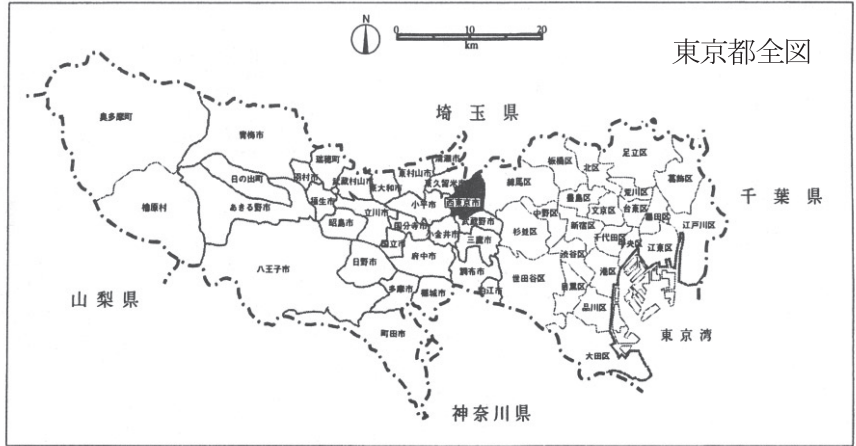 N
0 10 20
km
東京都全図
埼玉県
奥多摩町
青梅市
瑞穂町
清瀬市
東村山市
板橋区
北区
足立区
日の出町
羽村市
武蔵村山市
東大和市
東久留米市
練馬区
葛飾区
千葉県
檜原村
あきる野市
福生市
立川市
小平市
西東京市
豊島区
荒川区
昭島市
国分寺市
小金井市
武蔵野市
杉並区
中野区
新宿区
文京区
台東区
墨田区
江戸川区
国立市
府中市
三鷹市
千代田区
中央区
江東区
八王子市
日野市
調布市
世田谷区
渋谷区
港区
山梨県
多摩市
稲城市
狛江市
目黒区
品川区
東京湾
町田市
大田区
神奈川県